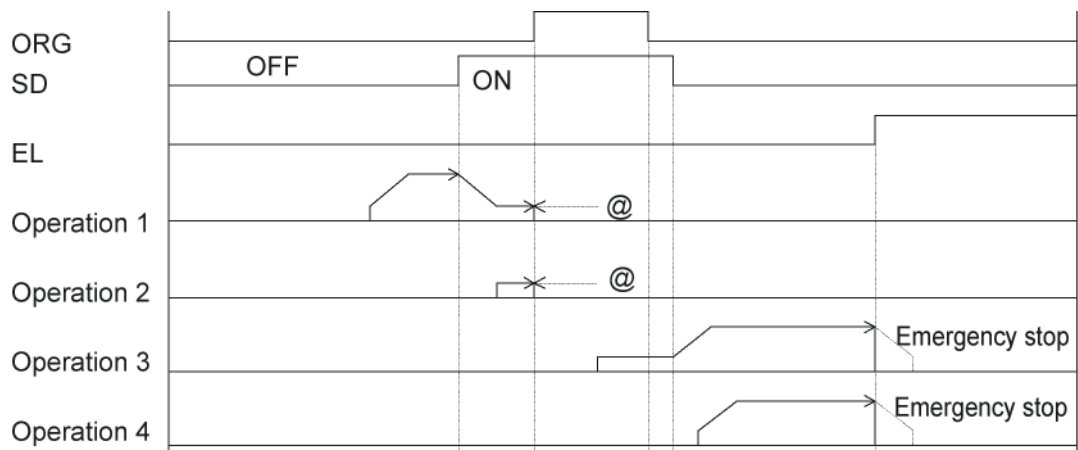 ORG
OFF
SD
ON
EL
@
Operation 1
@
Operation 2
Emergency stop
Operation 3
Emergency stop
Operation 4